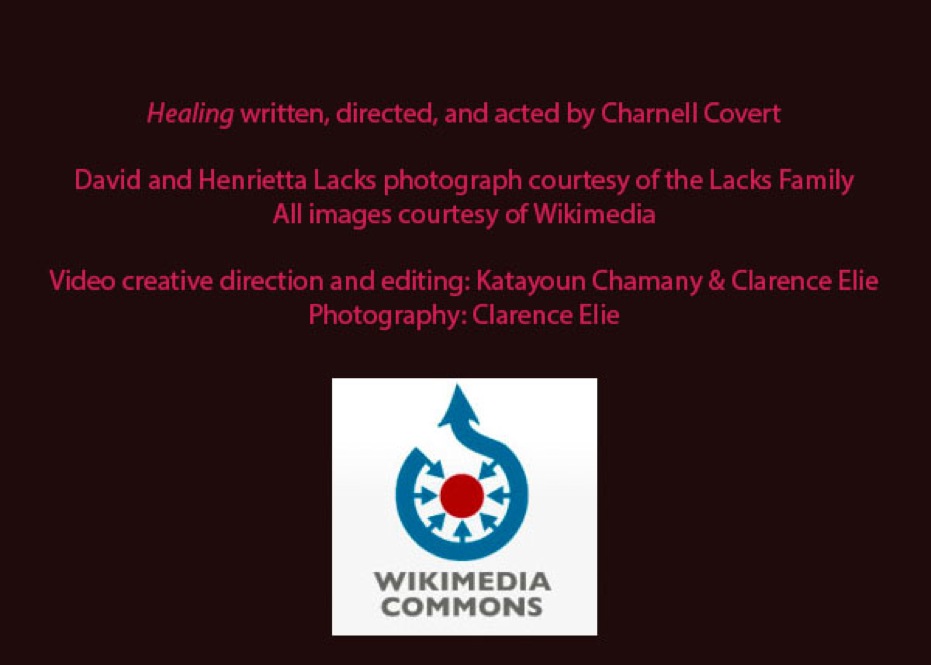 Healing written, directed, and acted by Charnell Covert
David and Henrietta Lacks photograph courtesy of the Lacks Family
All images courtesy of Wikimedia
Video creative direction and editing: Katayoun Chamany & Clarence Elie
Photography: Clarence Elie
WIKIMEDIA
COMMONS